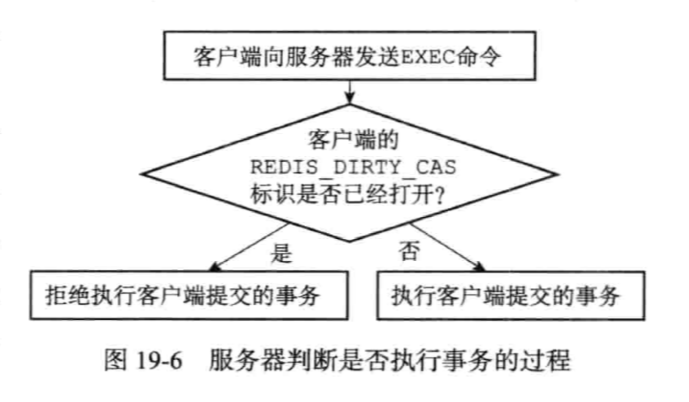 客户端向服务器发送EXEC命令
客户端的
REDIS_DIRTY_CAS
标识是否已经打开?
是
否
拒绝执行客户端提交的事务
执行客户端提交的事务
图 19-6 服务器判断是否执行事务的过程